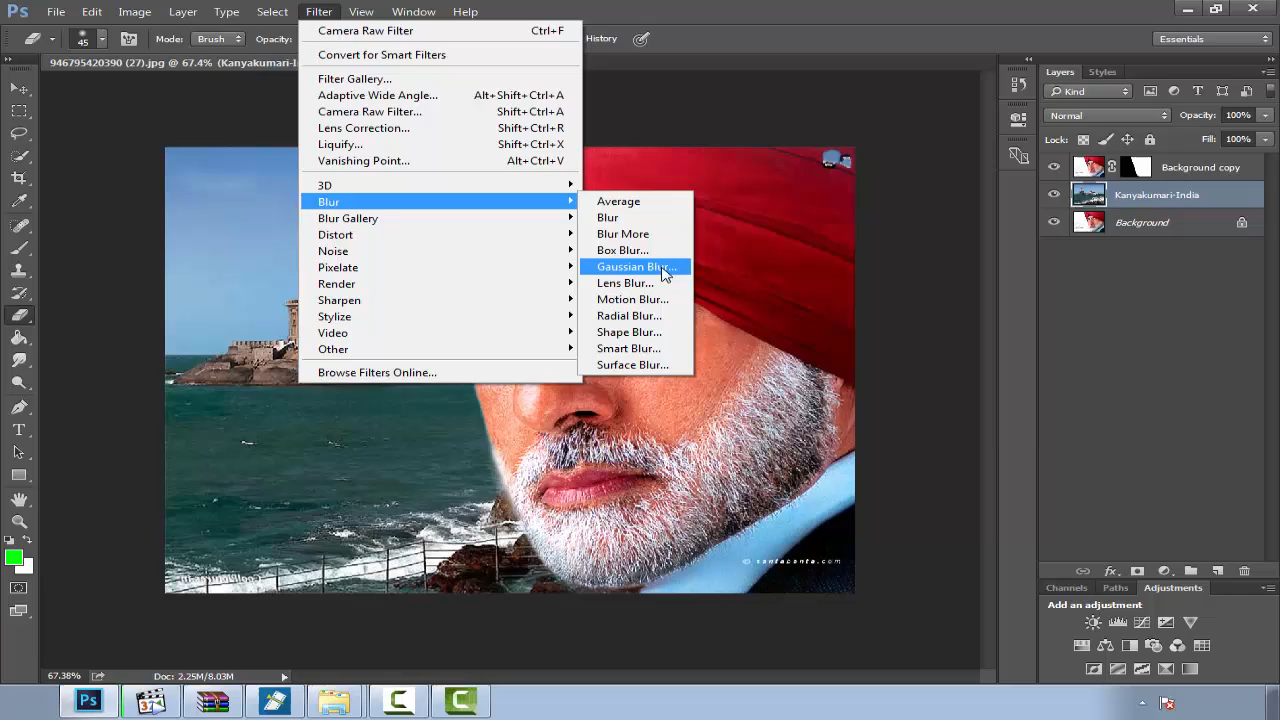 Ps File Edit Image Layer Type Select Filter View Window Help
45 Mode: Brush Opacity: History Essentials
946795420390 (27).jpg @ 67.4% (Kanyakumari-I
Camera Raw Filter Ctrl+F
Convert for Smart Filters
Filter Gallery...
Adaptive Wide Angle... Alt+Shift+Ctrl+A
Camera Raw Filter... Shift+Ctrl+A
Lens Correction... Shift+Ctrl+R
Liquify... Shift+Ctrl+X
Vanishing Point... Alt+Ctrl+V
3D
Blur
Blur Gallery
Distort
Noise
Pixelate
Render
Sharpen
Stylize
Video
Other
Browse Filters Online...
Average
Blur
Blur More
Box Blur...
Gaussian Blur...
Lens Blur...
Motion Blur...
Radial Blur...
Shape Blur...
Smart Blur...
Surface Blur...
Layers Styles
Kind
Normal Opacity: 100%
Lock: Fill: 100%
Background copy
Kanyakumari-India
Background
© santabanta.com
Channels Paths Adjustments
Add an adjustment
67.38% Doc: 2.25M/8.03M
Ps